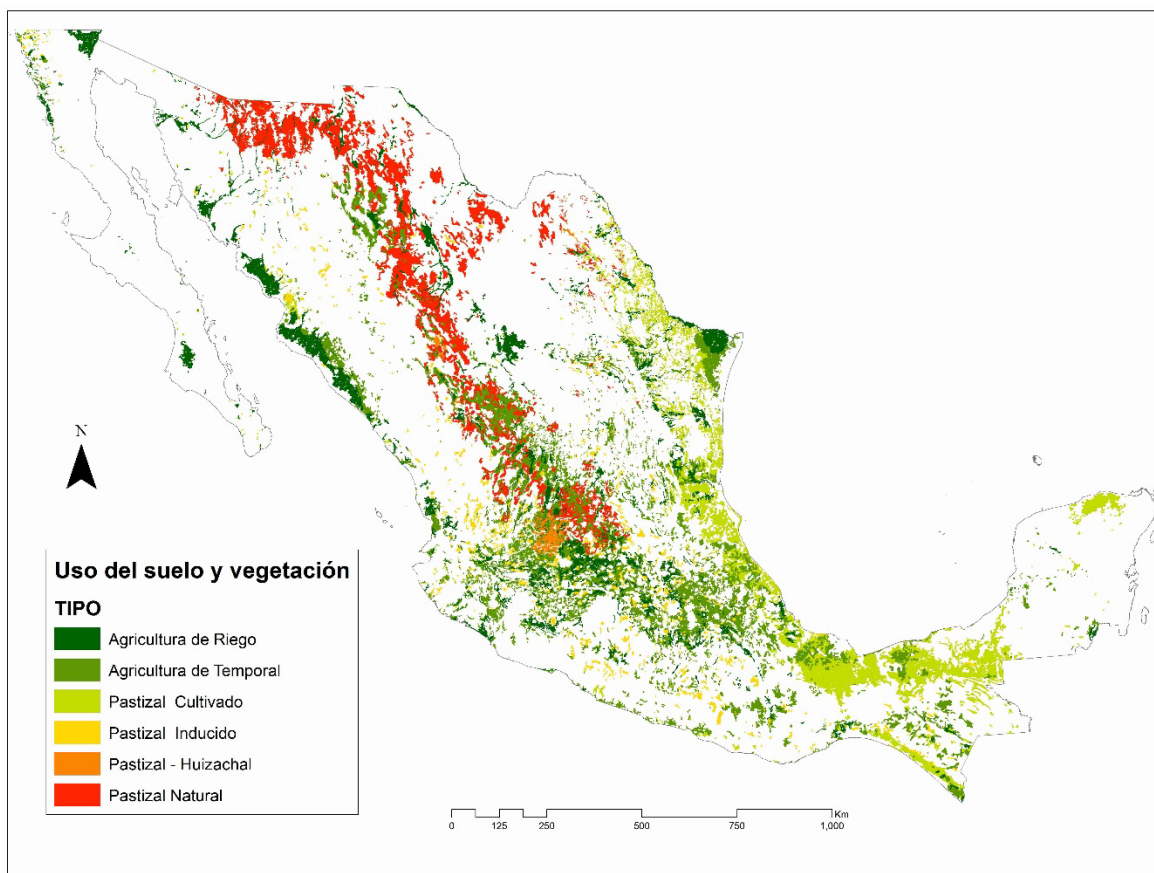 N
Uso del suelo y vegetación
TIPO
Agricultura de Riego
Agricultura de Temporal
Pastizal Cultivado
Pastizal Inducido
Pastizal - Huizachal
Pastizal Natural
Km
0 125 250 500 750 1,000